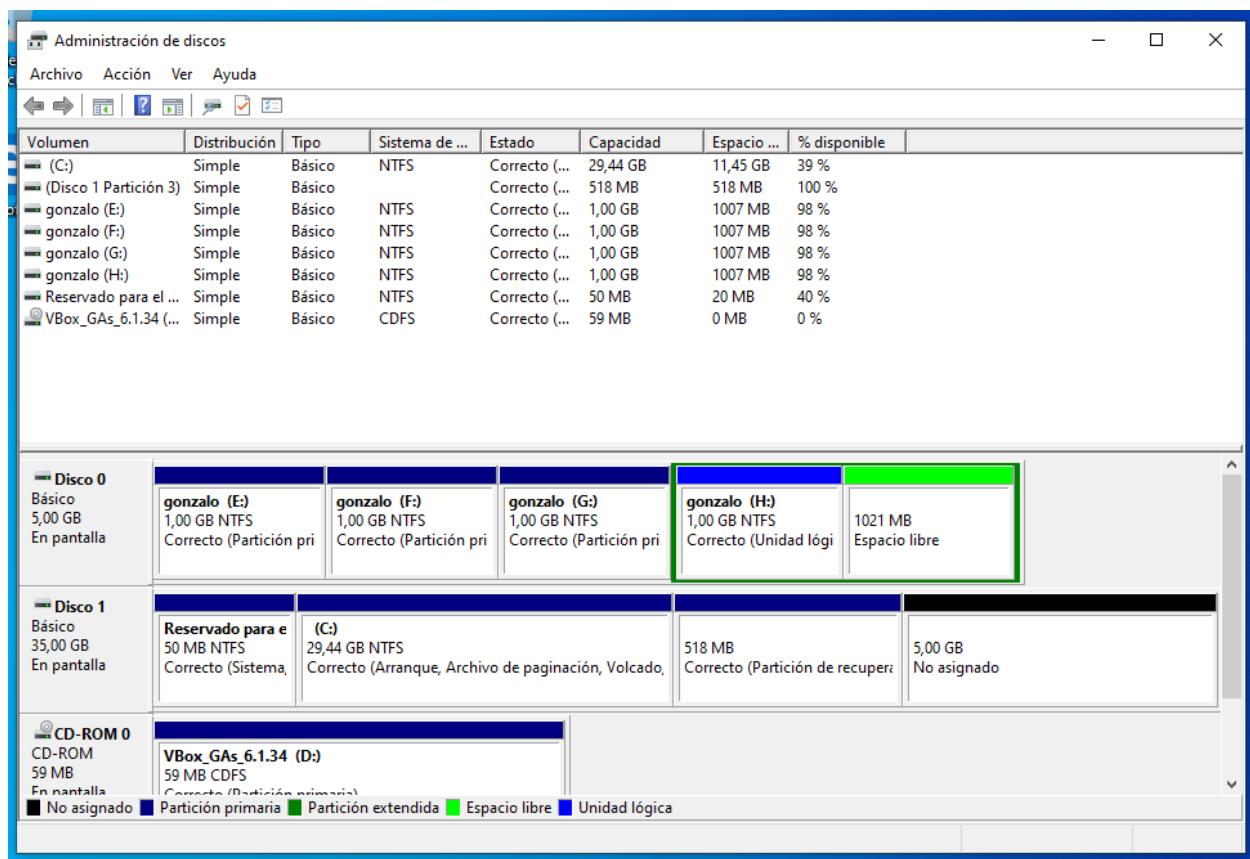 Administración de discos
Archivo Acción Ver Ayuda
Volumen Distribución Tipo Sistema de ... Estado Capacidad Espacio ... % disponible
(C:) Simple Básico NTFS Correcto (... 29,44 GB 11,45 GB 39 %
(Disco 1 Partición 3) Simple Básico Correcto (... 518 MB 518 MB 100 %
gonzalo (E:) Simple Básico NTFS Correcto (... 1,00 GB 1007 MB 98 %
gonzalo (F:) Simple Básico NTFS Correcto (... 1,00 GB 1007 MB 98 %
gonzalo (G:) Simple Básico NTFS Correcto (... 1,00 GB 1007 MB 98 %
gonzalo (H:) Simple Básico NTFS Correcto (... 1,00 GB 1007 MB 98 %
Reservado para el ... Simple Básico NTFS Correcto (... 50 MB 20 MB 40 %
VBox_GAs_6.1.34 (... Simple Básico CDFS Correcto (... 59 MB 0 MB 0 %
Disco 0
Básico
5,00 GB
En pantalla
gonzalo (E:)
1,00 GB NTFS
Correcto (Partición pri
gonzalo (F:)
1,00 GB NTFS
Correcto (Partición pri
gonzalo (G:)
1,00 GB NTFS
Correcto (Partición pri
gonzalo (H:)
1,00 GB NTFS
Correcto (Unidad lógi
1021 MB
Espacio libre
Disco 1
Básico
35,00 GB
En pantalla
Reservado para e
50 MB NTFS
Correcto (Sistema,
(C:)
29,44 GB NTFS
Correcto (Arranque, Archivo de paginación, Volcado,
518 MB
Correcto (Partición de recupera
5,00 GB
No asignado
CD-ROM 0
CD-ROM
59 MB
En pantalla
VBox_GAs_6.1.34 (D:)
59 MB CDFS
Correcto (Partición primaria)
No asignado Partición primaria Partición extendida Espacio libre Unidad lógica